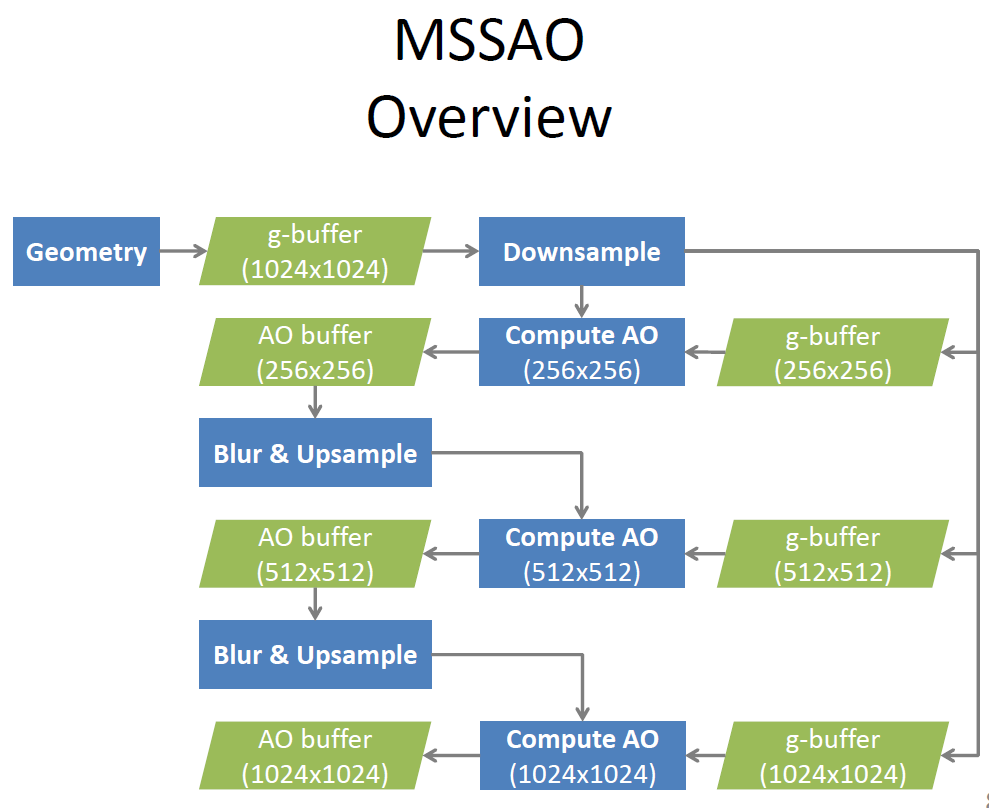 MSSAO
Overview
Geometry
g-buffer
(1024x1024)
Downsample
AO buffer
(256x256)
Compute AO
(256x256)
g-buffer
(256x256)
Blur & Upsample
AO buffer
(512x512)
Compute AO
(512x512)
g-buffer
(512x512)
Blur & Upsample
AO buffer
(1024x1024)
Compute AO
(1024x1024)
g-buffer
(1024x1024)